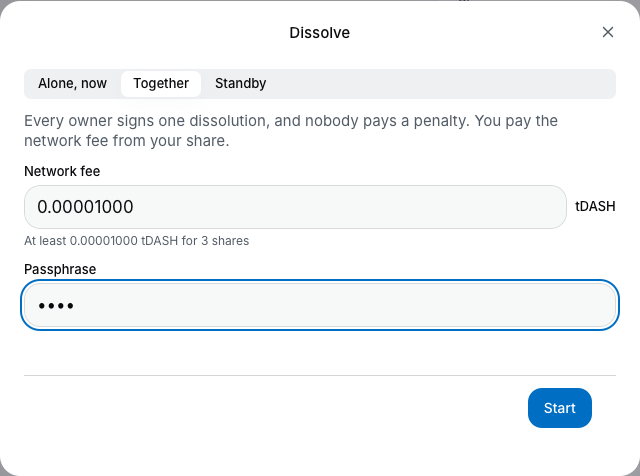 Dissolve
Alone, now
Together
Standby
Every owner signs one dissolution, and nobody pays a penalty. You pay the
network fee from your share.
Network fee
0.00001000
tDASH
At least 0.00001000 tDASH for 3 shares
Passphrase
••••
Start